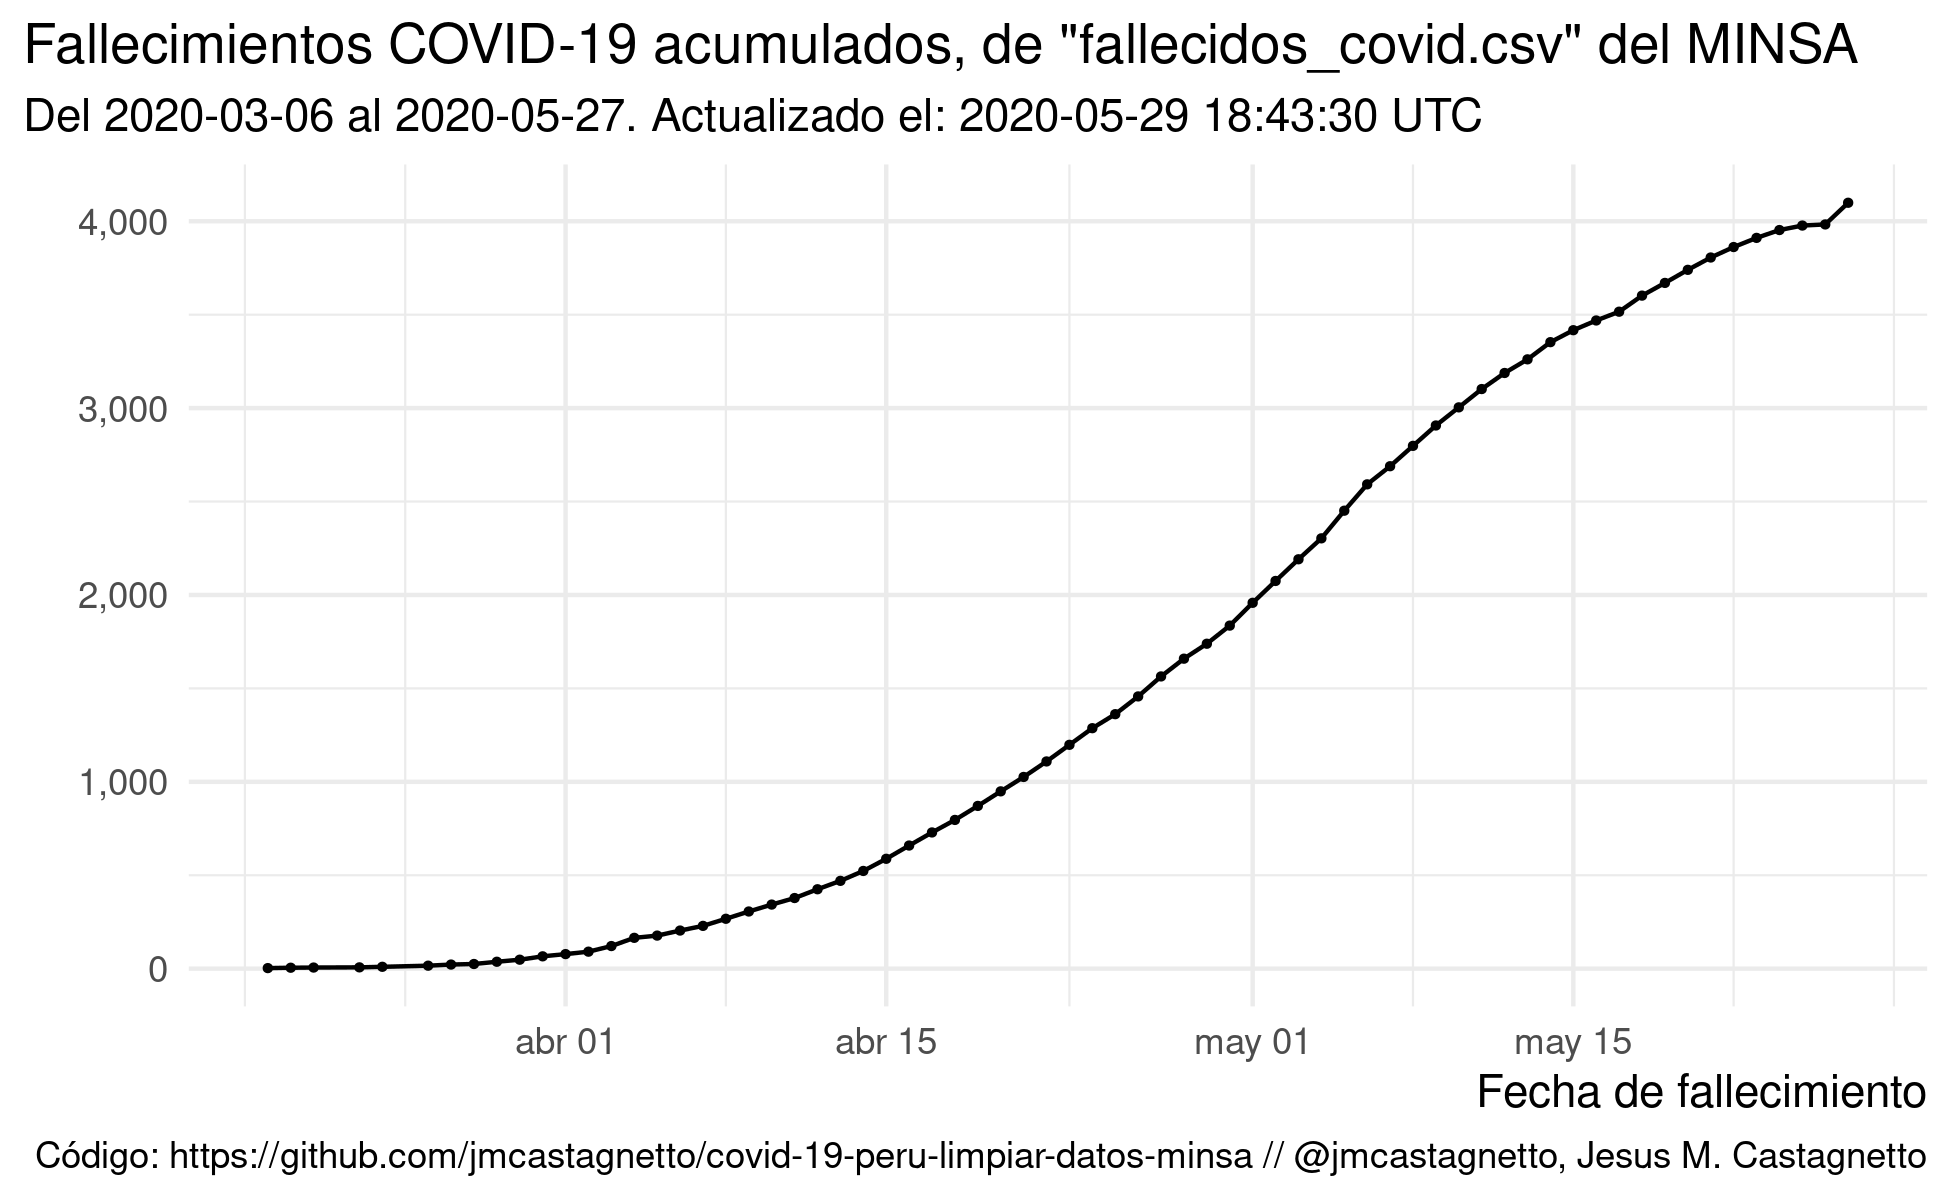 Fallecimientos COVID-19 acumulados, de "fallecidos_covid.csv" del MINSA
Del 2020-03-06 al 2020-05-27. Actualizado el: 2020-05-29 18:43:30 UTC
4,000
3,000
2,000
1,000
0
abr 01 abr 15 may 01 may 15
Fecha de fallecimiento
Código: https://github.com/jmcastagnetto/covid-19-peru-limpiar-datos-minsa // @jmcastagnetto, Jesus M. Castagnetto